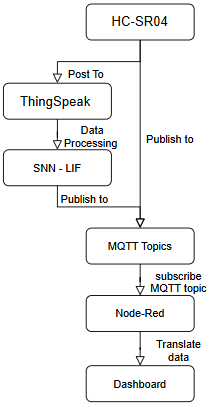 HC-SR04
Post To
ThingSpeak
Data
Processing
Publish to
SNN - LIF
Publish to
MQTT Topics
subscribe
MQTT topic
Node-Red
Translate
data
Dashboard